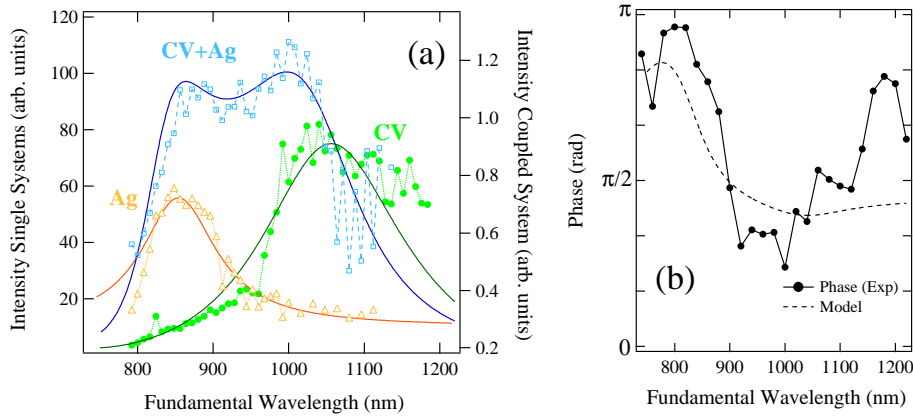 (a)
CV+Ag
CV
Ag
Intensity Single Systems (arb. units)
120
100
80
60
40
20
Intensity Coupled System (arb. units)
1.2
1.0
0.8
0.6
0.4
0.2
800
900
1000
1100
1200
Fundamental Wavelength (nm)
Phase (rad)
π
π/2
0
(b)
Phase (Exp)
Model
800
900
1000
1100
1200
Fundamental Wavelength (nm)